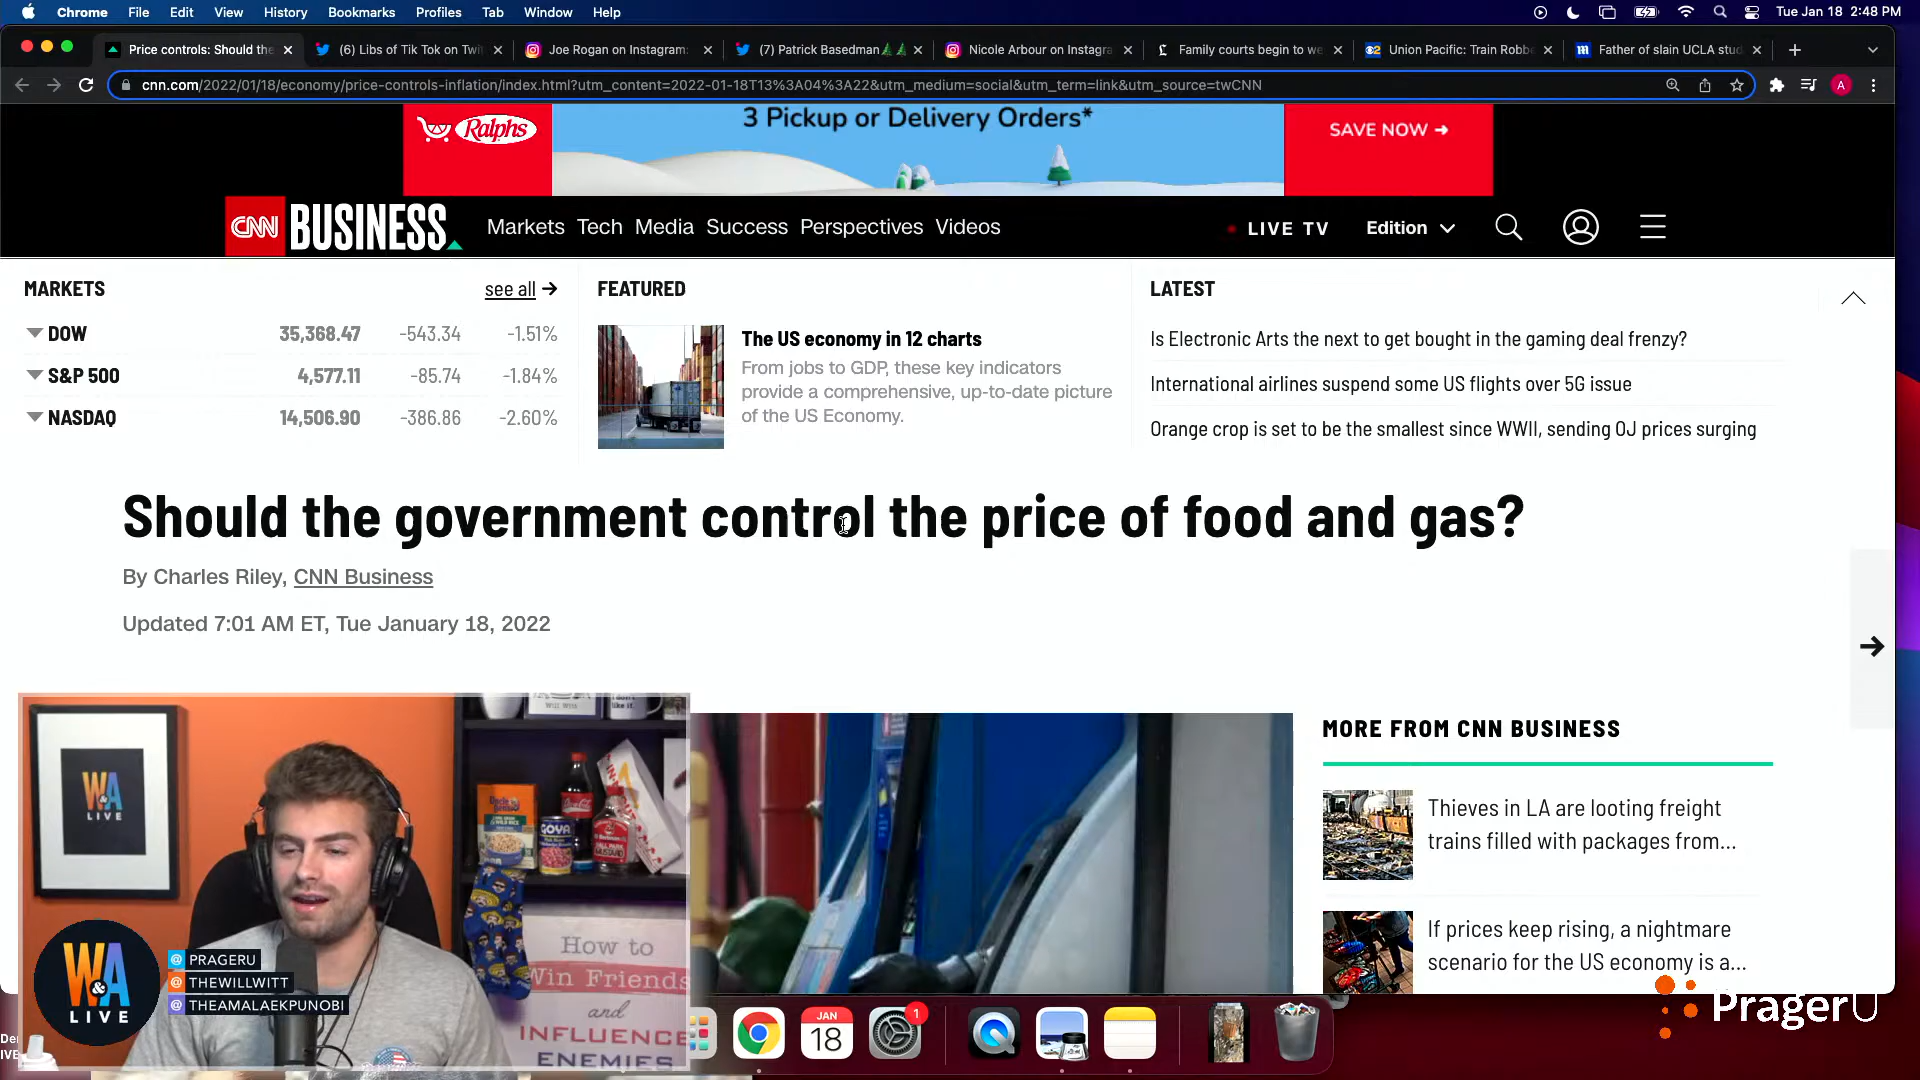 Chrome File Edit View History Bookmarks Profiles Tab Window Help
Tue Jan 18 2:48 PM
Price controls: Should the
(6) Libs of Tik Tok on Twit
Joe Rogan on Instagram:
(7) Patrick Basedman
Nicole Arbour on Instagra
Family courts begin to we
Union Pacific: Train Robbe
Father of slain UCLA stud
cnn.com/2022/01/18/economy/price-controls-inflation/index.html?utm_content=2022-01-18T13%3A04%3A22&utm_medium=social&utm_term=link&utm_source=twCNN
A
Ralphs
3 Pickup or Delivery Orders*
SAVE NOW →
CNN BUSINESS
Markets Tech Media Success Perspectives Videos
LIVE TV
Edition
MARKETS
see all →
DOW 35,368.47 -543.34 -1.51%
S&P 500 4,577.11 -85.74 -1.84%
NASDAQ 14,506.90 -386.86 -2.60%
FEATURED
The US economy in 12 charts
From jobs to GDP, these key indicators
provide a comprehensive, up-to-date picture
of the US Economy.
LATEST
Is Electronic Arts the next to get bought in the gaming deal frenzy?
International airlines suspend some US flights over 5G issue
Orange crop is set to be the smallest since WWII, sending OJ prices surging
Should the government control the price of food and gas?
By Charles Riley, CNN Business
Updated 7:01 AM ET, Tue January 18, 2022
MORE FROM CNN BUSINESS
Thieves in LA are looting freight
trains filled with packages from...
If prices keep rising, a nightmare
scenario for the US economy is a...
W&A
LIVE
WILL WITT
Uncle Ben's
GOYA
BALL PARK
How to
Win Friends
and
INFLUENCE
ENEMIES
W&A
LIVE
@ PRAGERU
@ THEWILLWITT
@ THEAMALAEKPUNOBI
JAN
18
1
PragerU